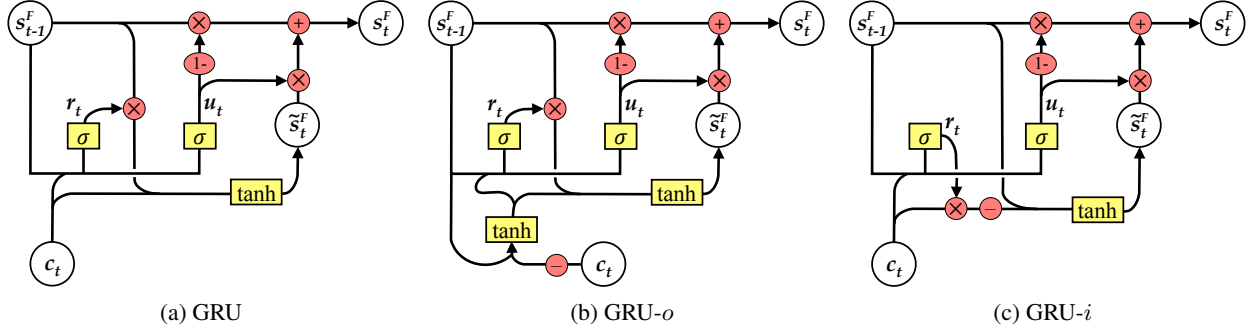 s^F_{t-1} × + s^F_t
1-
r_t × u_t ×
σ σ s̃^F_t
tanh
c_t
(a) GRU
s^F_{t-1} × + s^F_t
1-
r_t × u_t ×
σ σ s̃^F_t
tanh
tanh
− c_t
(b) GRU-o
s^F_{t-1} × + s^F_t
1-
u_t ×
σ r_t σ s̃^F_t
× − tanh
c_t
(c) GRU-i